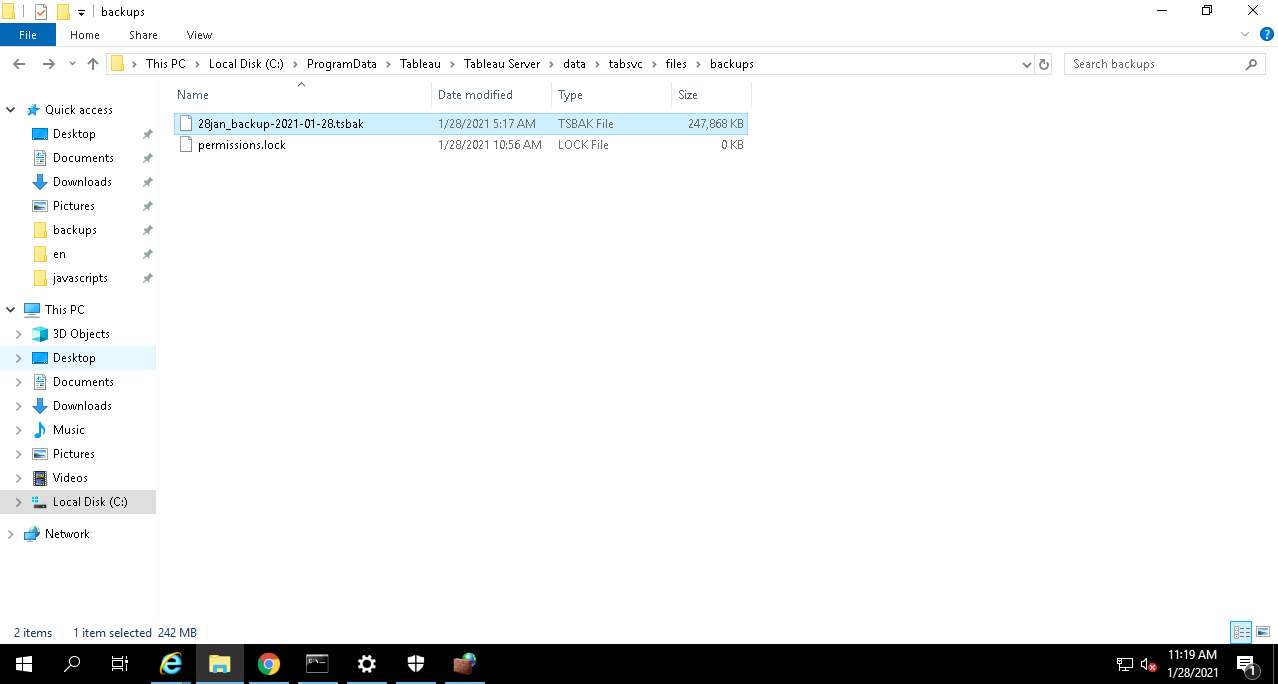 backups
File Home Share View
This PC Local Disk (C:) ProgramData Tableau Tableau Server data tabsvc files backups Search backups
Name Date modified Type Size
28jan_backup-2021-01-28.tsbak 1/28/2021 5:17 AM TSBAK File 247,868 KB
permissions.lock 1/28/2021 10:56 AM LOCK File 0 KB
Quick access
Desktop
Documents
Downloads
Pictures
backups
en
javascripts
This PC
3D Objects
Desktop
Documents
Downloads
Music
Pictures
Videos
Local Disk (C:)
Network
2 items 1 item selected 242 MB
11:19 AM
1/28/2021
1